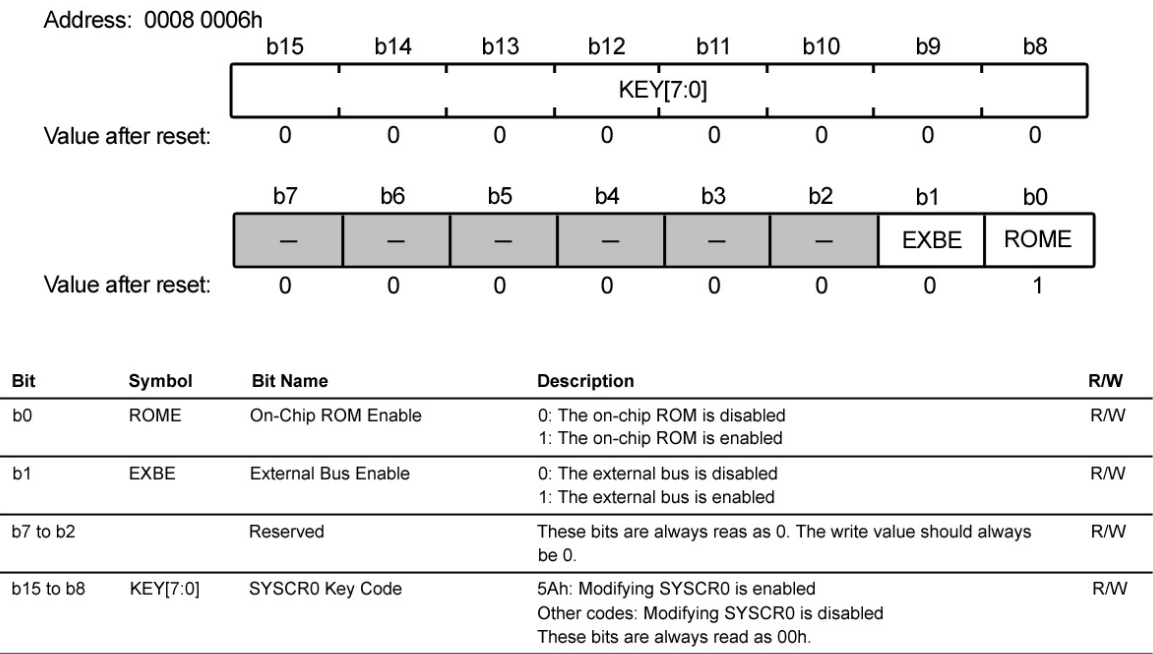 Address: 0008 0006h
b15 b14 b13 b12 b11 b10 b9 b8
KEY[7:0]
Value after reset: 0 0 0 0 0 0 0 0
b7 b6 b5 b4 b3 b2 b1 b0
— — — — — — EXBE ROME
Value after reset: 0 0 0 0 0 0 0 1
Bit Symbol Bit Name Description R/W
b0 ROME On-Chip ROM Enable 0: The on-chip ROM is disabled R/W
1: The on-chip ROM is enabled
b1 EXBE External Bus Enable 0: The external bus is disabled R/W
1: The external bus is enabled
b7 to b2 Reserved These bits are always reas as 0. The write value should always R/W
be 0.
b15 to b8 KEY[7:0] SYSCR0 Key Code 5Ah: Modifying SYSCR0 is enabled R/W
Other codes: Modifying SYSCR0 is disabled
These bits are always read as 00h.